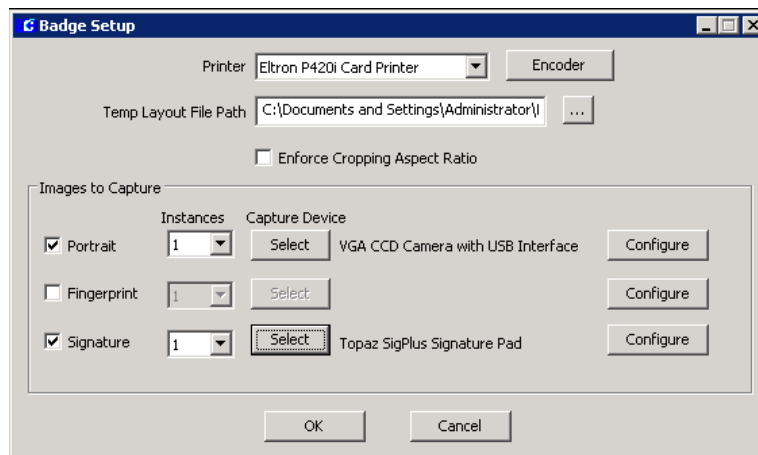 Badge Setup
Printer Eltron P420i Card Printer Encoder
Temp Layout File Path C:\Documents and Settings\Administrator\ ...
Enforce Cropping Aspect Ratio
Images to Capture
Instances Capture Device
Portrait 1 Select VGA CCD Camera with USB Interface Configure
Fingerprint 1 Select Configure
Signature 1 Select Topaz SigPlus Signature Pad Configure
OK Cancel